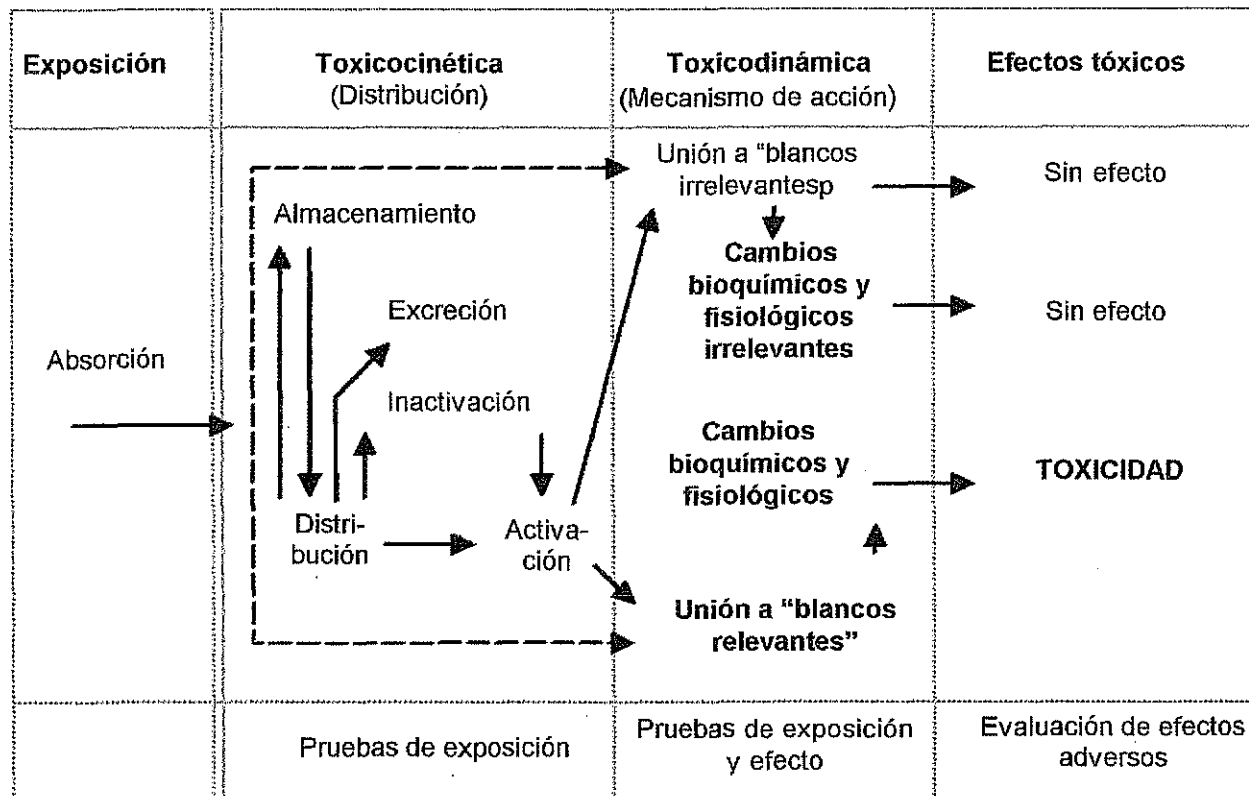 Exposición
Toxicocinética
(Distribución)
Toxicodinámica
(Mecanismo de acción)
Efectos tóxicos
Absorción
Almacenamiento
Excreción
Inactivación
Distri-
bución
Activa-
ción
Unión a “blancos
irrelevantesp
Cambios
bioquímicos y
fisiológicos
irrelevantes
Cambios
bioquímicos y
fisiológicos
Unión a “blancos
relevantes”
Sin efecto
Sin efecto
TOXICIDAD
Pruebas de exposición
Pruebas de exposición
y efecto
Evaluación de efectos
adversos